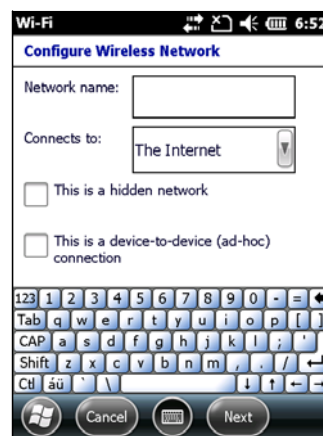 Wi-Fi 6:52
Configure Wireless Network
Network name:
Connects to:
The Internet
This is a hidden network
This is a device-to-device (ad-hoc)
connection
123 1 2 3 4 5 6 7 8 9 0 - =
Tab q w e r t y u i o p [ ]
CAP a s d f g h j k l ; '
Shift z x c v b n m , . /
Ctl áü ` \
Cancel Next